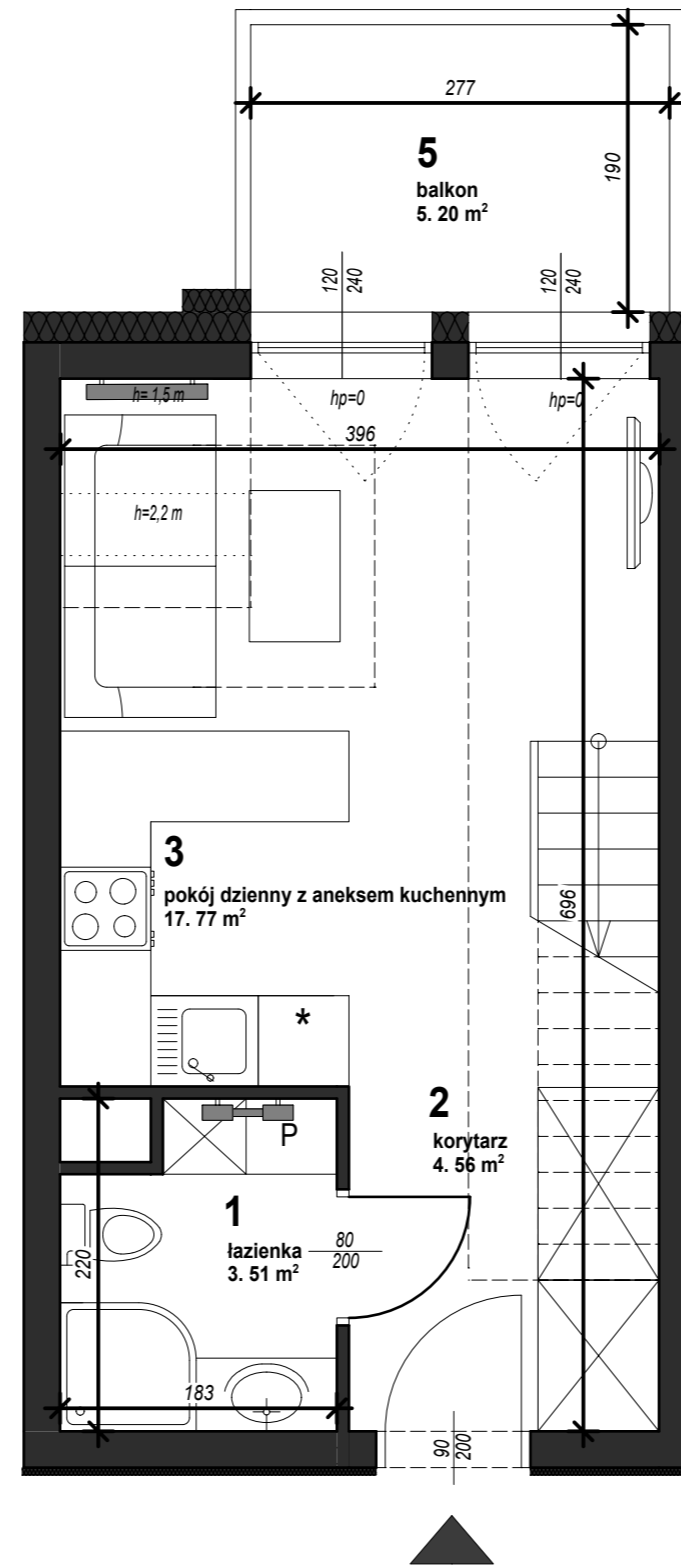 277
190
5
balkon
5. 20 m²
120
240
120
240
h= 1,5 m
hp=0
hp=0
396
h=2,2 m
3
pokój dzienny z aneksem kuchennym
17. 77 m²
696
*
2
korytarz
4. 56 m²
P
1
łazienka
3. 51 m²
80
200
220
183
90
200